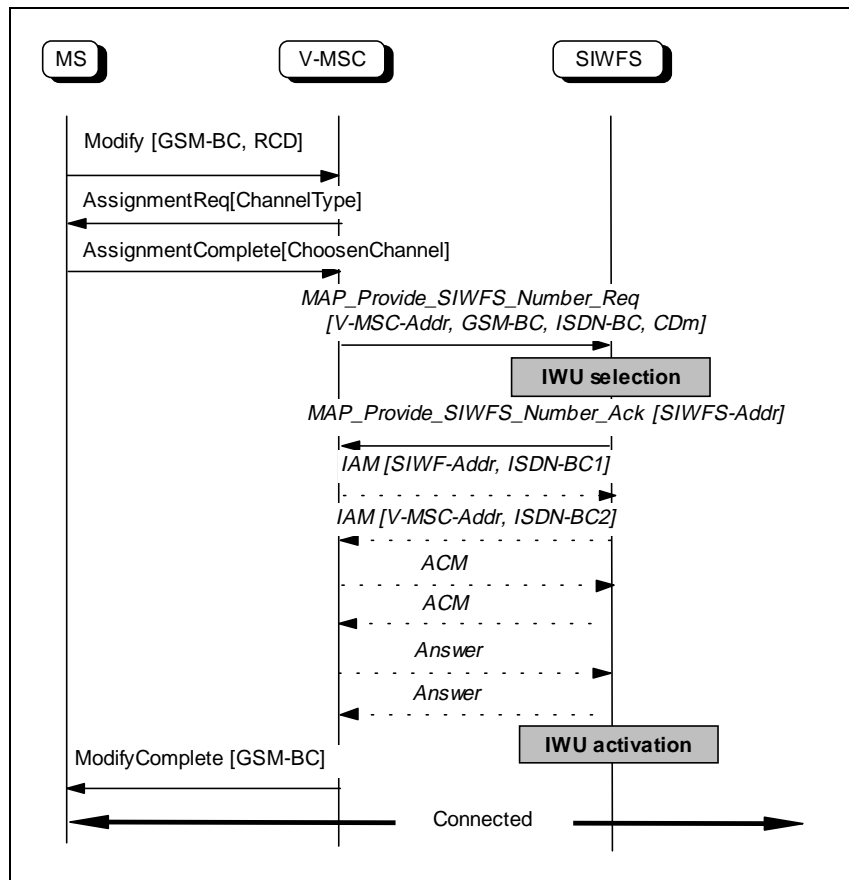 MS V-MSC SIWFS
Modify [GSM-BC, RCD]
AssignmentReq[ChannelType]
AssignmentComplete[ChoosenChannel]
MAP_Provide_SIWFS_Number_Req
[V-MSC-Addr, GSM-BC, ISDN-BC, CDm]
IWU selection
MAP_Provide_SIWFS_Number_Ack [SIWFS-Addr]
IAM [SIWF-Addr, ISDN-BC1]
IAM [V-MSC-Addr, ISDN-BC2]
ACM
ACM
Answer
Answer
IWU activation
ModifyComplete [GSM-BC]
Connected